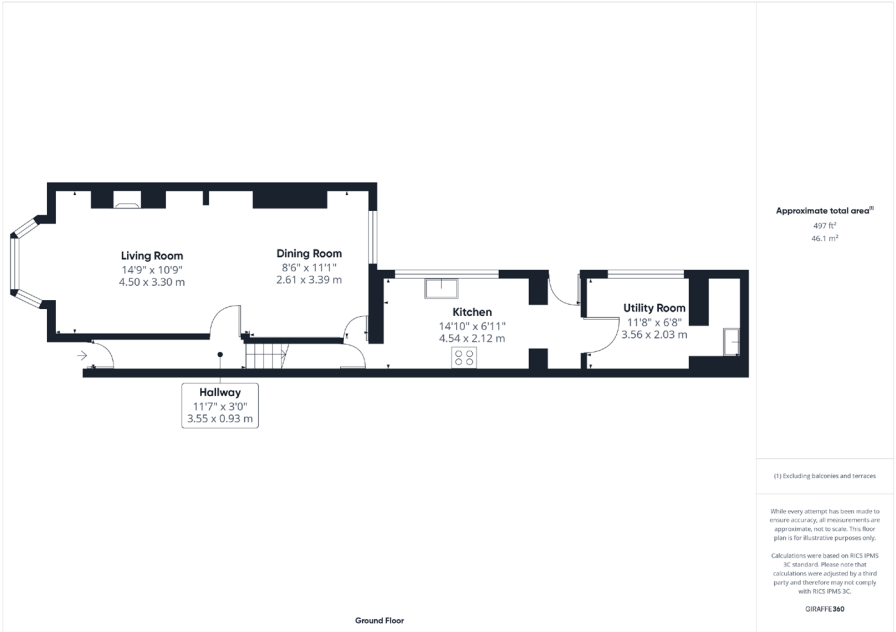 Living Room
14'9" x 10'9"
4.50 x 3.30 m
Dining Room
8'6" x 11'1"
2.61 x 3.39 m
Kitchen
14'10" x 6'11"
4.54 x 2.12 m
Utility Room
11'8" x 6'8"
3.56 x 2.03 m
Hallway
11'7" x 3'0"
3.55 x 0.93 m
Ground Floor
Approximate total area(1)
497 ft²
46.1 m²
(1) Excluding balconies and terraces
While every attempt has been made to
ensure accuracy, all measurements are
approximate, not to scale. This floor
plan is for illustrative purposes only.
Calculations were based on RICS IPMS
3C standard. Please note that
calculations were adjusted by a third
party and therefore may not comply
with RICS IPMS 3C.
GIRAFFE360